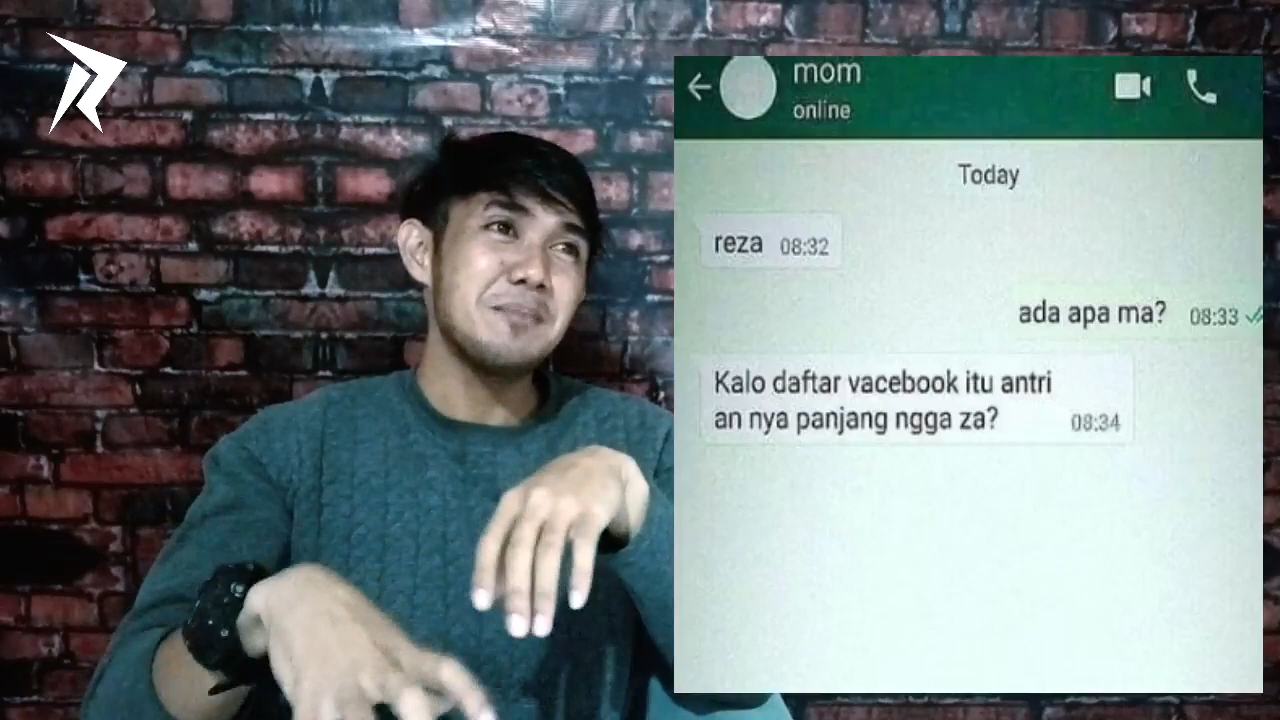 mom
online
Today
reza 08:32
ada apa ma? 08:33
Kalo daftar vacebook itu antri
an nya panjang ngga za? 08:34